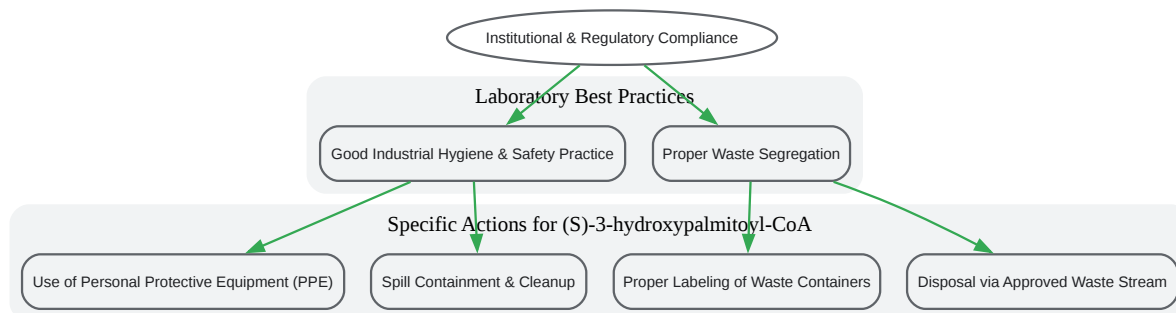 Institutional & Regulatory Compliance
Laboratory Best Practices
Good Industrial Hygiene & Safety Practice
Proper Waste Segregation
Specific Actions for (S)-3-hydroxypalmitoyl-CoA
Use of Personal Protective Equipment (PPE)
Spill Containment & Cleanup
Proper Labeling of Waste Containers
Disposal via Approved Waste Stream